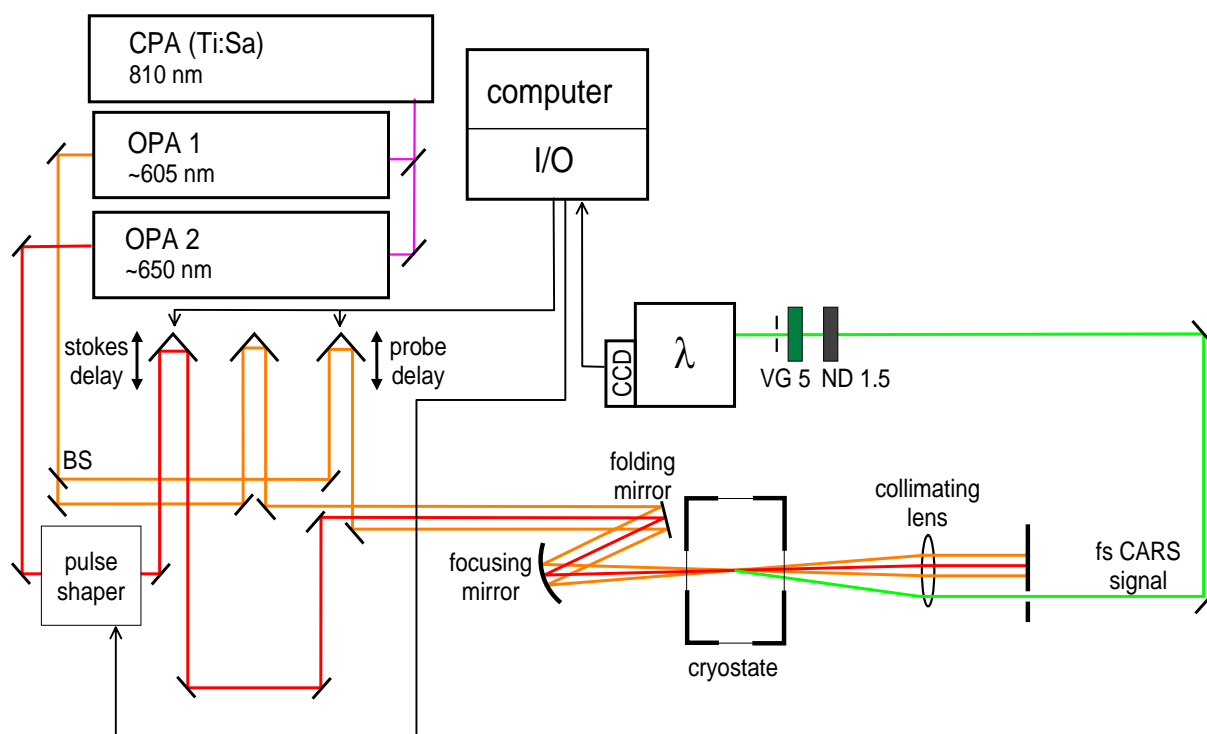 CPA (Ti:Sa)
810 nm
OPA 1
~605 nm
OPA 2
~650 nm
computer
I/O
stokes
delay
probe
delay
CCD
λ
VG 5
ND 1.5
BS
folding
mirror
collimating
lens
pulse
shaper
focusing
mirror
fs CARS
signal
cryostate